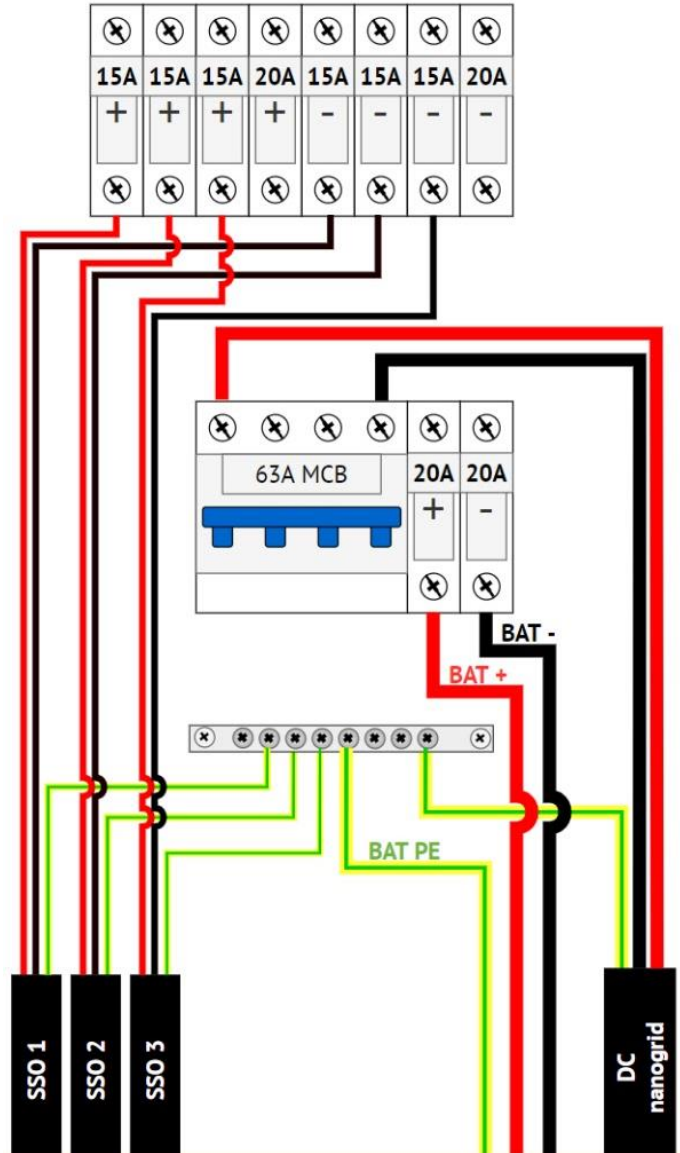 15A 15A 15A 20A 15A 15A 15A 20A
+ + + + - - - -
63A MCB 20A 20A
+ -
BAT -
BAT +
BAT PE
SSO 1
SSO 2
SSO 3
DC
nanogrid